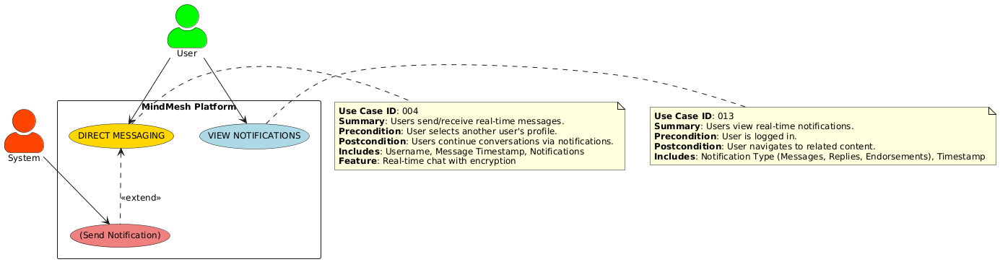 User
MindMesh Platform
DIRECT MESSAGING
VIEW NOTIFICATIONS
System
«extend»
(Send Notification)
Use Case ID: 004
Summary: Users send/receive real-time messages.
Precondition: User selects another user's profile.
Postcondition: Users continue conversations via notifications.
Includes: Username, Message Timestamp, Notifications
Feature: Real-time chat with encryption
Use Case ID: 013
Summary: Users view real-time notifications.
Precondition: User is logged in.
Postcondition: User navigates to related content.
Includes: Notification Type (Messages, Replies, Endorsements), Timestamp